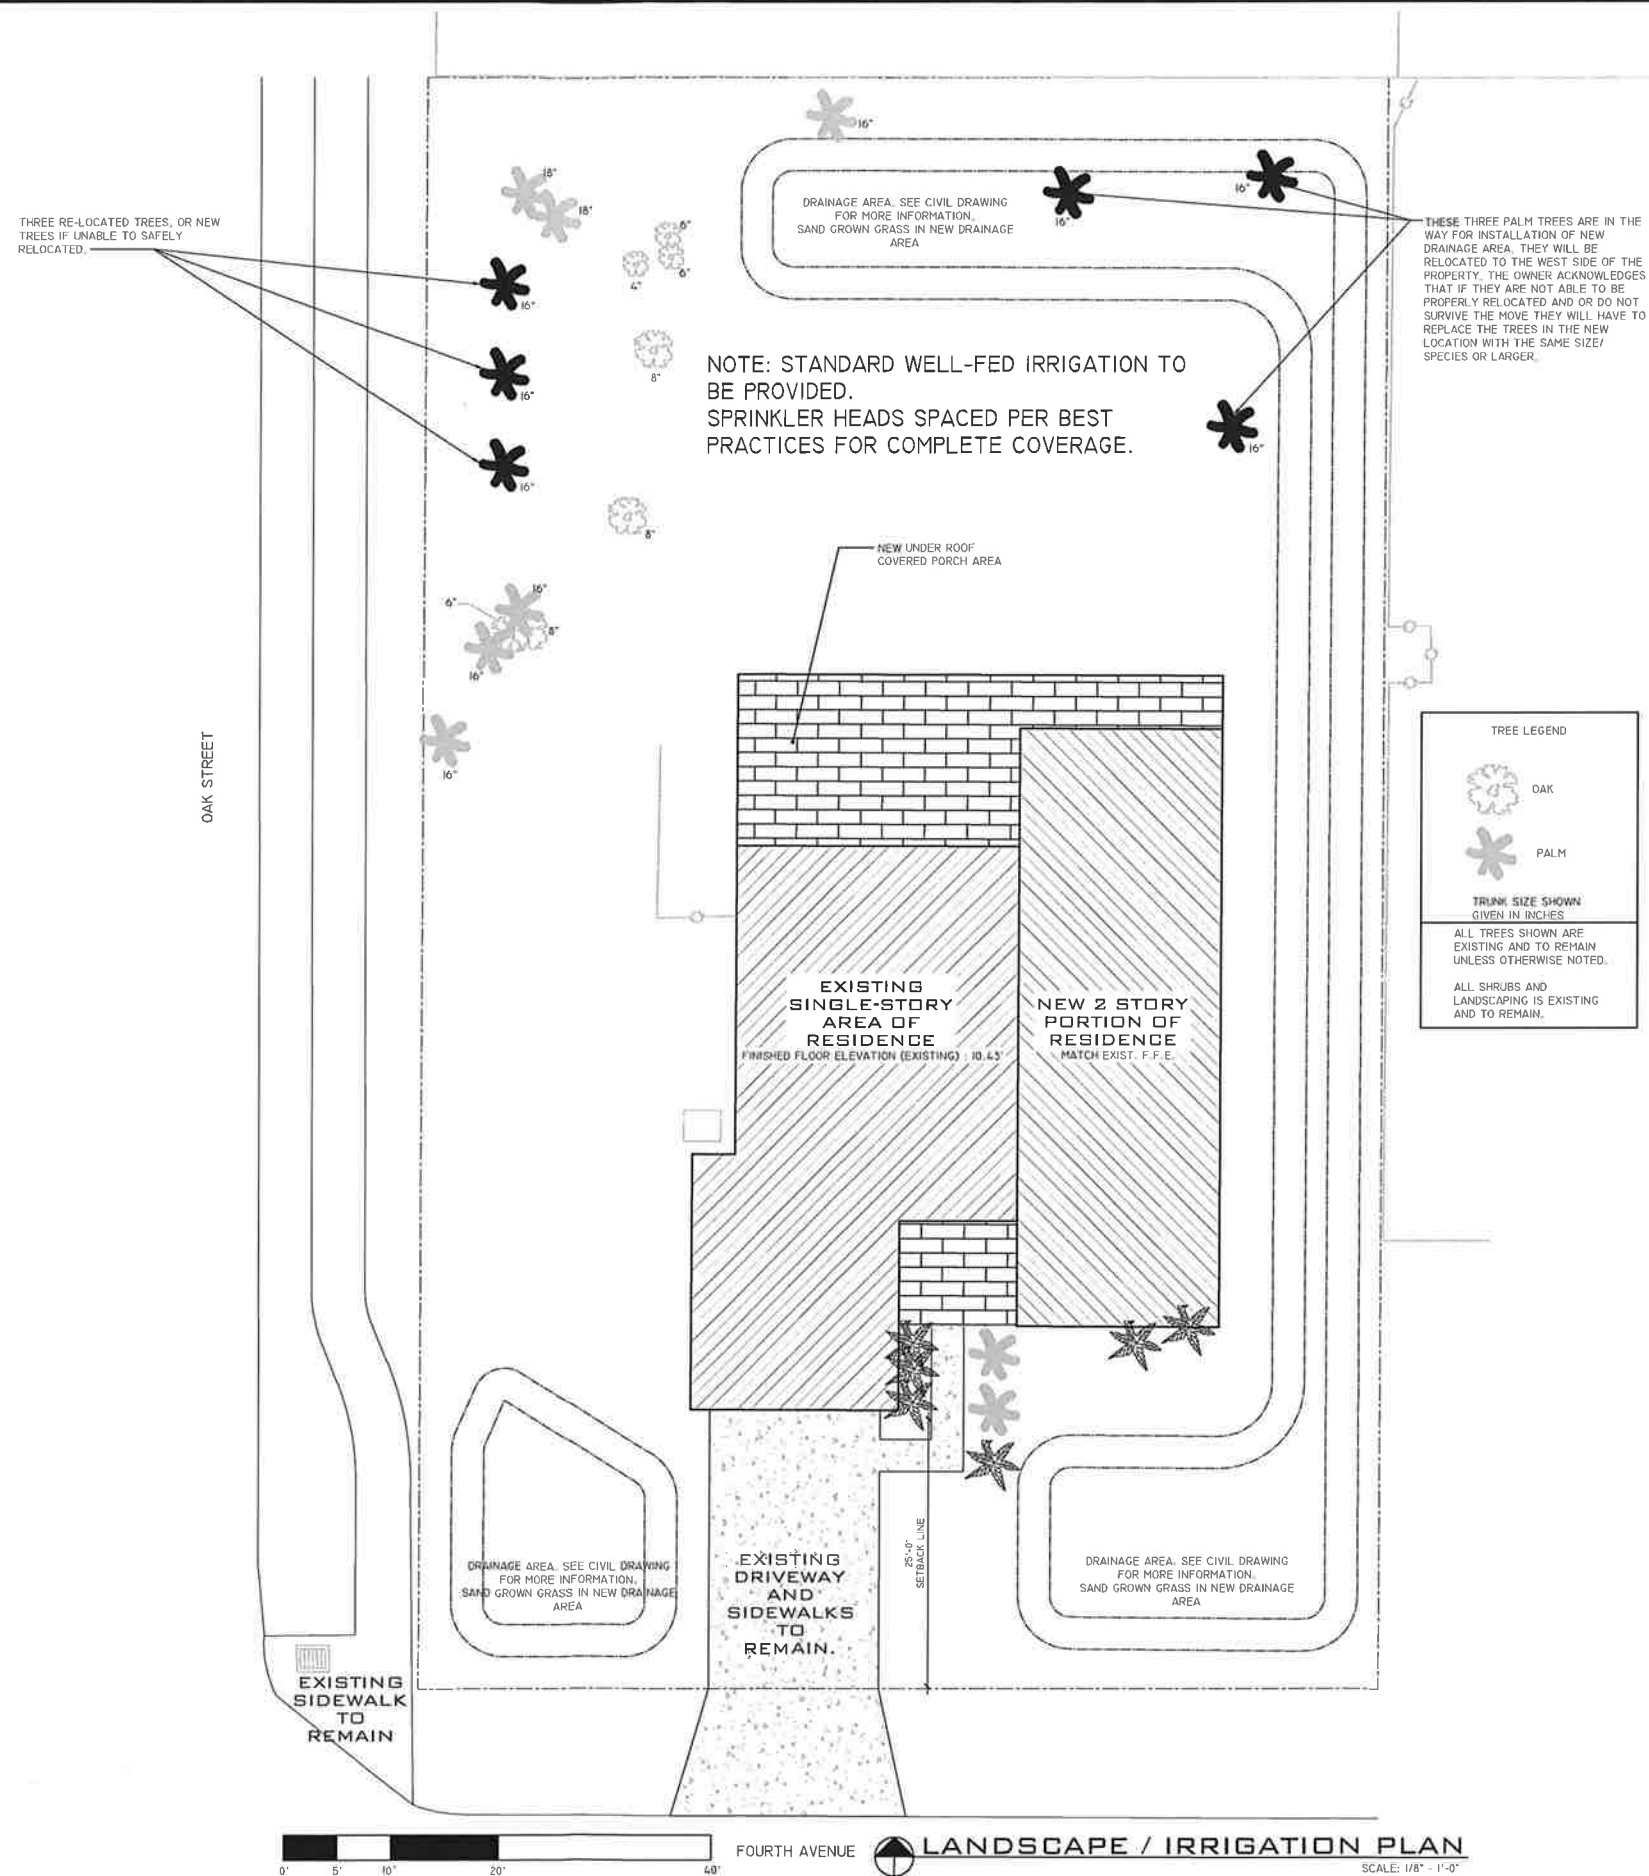 16"
18"
18"
THREE RE-LOCATED TREES, OR NEW
TREES IF UNABLE TO SAFELY
RELOCATED.
6"
6"
4"
16"
16"
16"
8"
8"
DRAINAGE AREA. SEE CIVIL DRAWING
FOR MORE INFORMATION.
SAND GROWN GRASS IN NEW DRAINAGE
AREA
16"
16"
16"
THESE THREE PALM TREES ARE IN THE
WAY FOR INSTALLATION OF NEW
DRAINAGE AREA. THEY WILL BE
RELOCATED TO THE WEST SIDE OF THE
PROPERTY. THE OWNER ACKNOWLEDGES
THAT IF THEY ARE NOT ABLE TO BE
PROPERLY RELOCATED AND OR DO NOT
SURVIVE THE MOVE THEY WILL HAVE TO
REPLACE THE TREES IN THE NEW
LOCATION WITH THE SAME SIZE/
SPECIES OR LARGER.
NOTE: STANDARD WELL-FED IRRIGATION TO
BE PROVIDED.
SPRINKLER HEADS SPACED PER BEST
PRACTICES FOR COMPLETE COVERAGE.
NEW UNDER ROOF
COVERED PORCH AREA
16"
6"
8"
16"
16"
OAK STREET
TREE LEGEND
OAK
PALM
TRUNK SIZE SHOWN
GIVEN IN INCHES
ALL TREES SHOWN ARE
EXISTING AND TO REMAIN
UNLESS OTHERWISE NOTED.
ALL SHRUBS AND
LANDSCAPING IS EXISTING
AND TO REMAIN.
EXISTING
SINGLE-STORY
AREA OF
RESIDENCE
FINISHED FLOOR ELEVATION (EXISTING) : 10.43'
NEW 2 STORY
PORTION OF
RESIDENCE
MATCH EXIST. F.F.E.
DRAINAGE AREA. SEE CIVIL DRAWING
FOR MORE INFORMATION.
SAND GROWN GRASS IN NEW DRAINAGE
AREA
EXISTING
DRIVEWAY
AND
SIDEWALKS
TO
REMAIN.
25'-0"
SETBACK LINE
DRAINAGE AREA. SEE CIVIL DRAWING
FOR MORE INFORMATION.
SAND GROWN GRASS IN NEW DRAINAGE
AREA
EXISTING
SIDEWALK
TO
REMAIN
0' 5' 10' 20' 40'
FOURTH AVENUE
LANDSCAPE / IRRIGATION PLAN
SCALE: 1/8" - 1'-0"